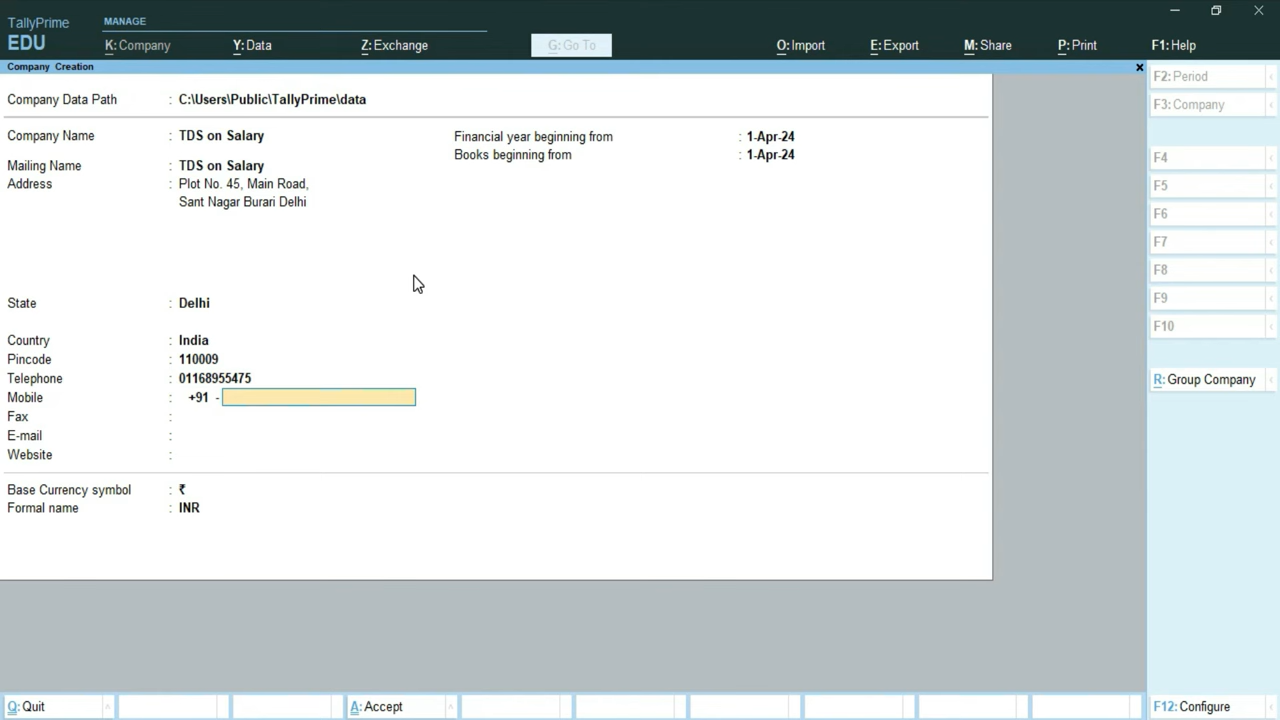 TallyPrime
EDU
MANAGE
K: Company
Y: Data
Z: Exchange
G: Go To
O: Import
E: Export
M: Share
P: Print
F1: Help
Company Creation
Company Data Path : C:\Users\Public\TallyPrime\data
Company Name : TDS on Salary
Financial year beginning from : 1-Apr-24
Books beginning from : 1-Apr-24
Mailing Name : TDS on Salary
Address : Plot No. 45, Main Road,
Sant Nagar Burari Delhi
State : Delhi
Country : India
Pincode : 110009
Telephone : 01168955475
Mobile : +91 -
Fax :
E-mail :
Website :
Base Currency symbol : ₹
Formal name : INR
F2: Period
F3: Company
F4
F5
F6
F7
F8
F9
F10
R: Group Company
Q: Quit
A: Accept
F12: Configure